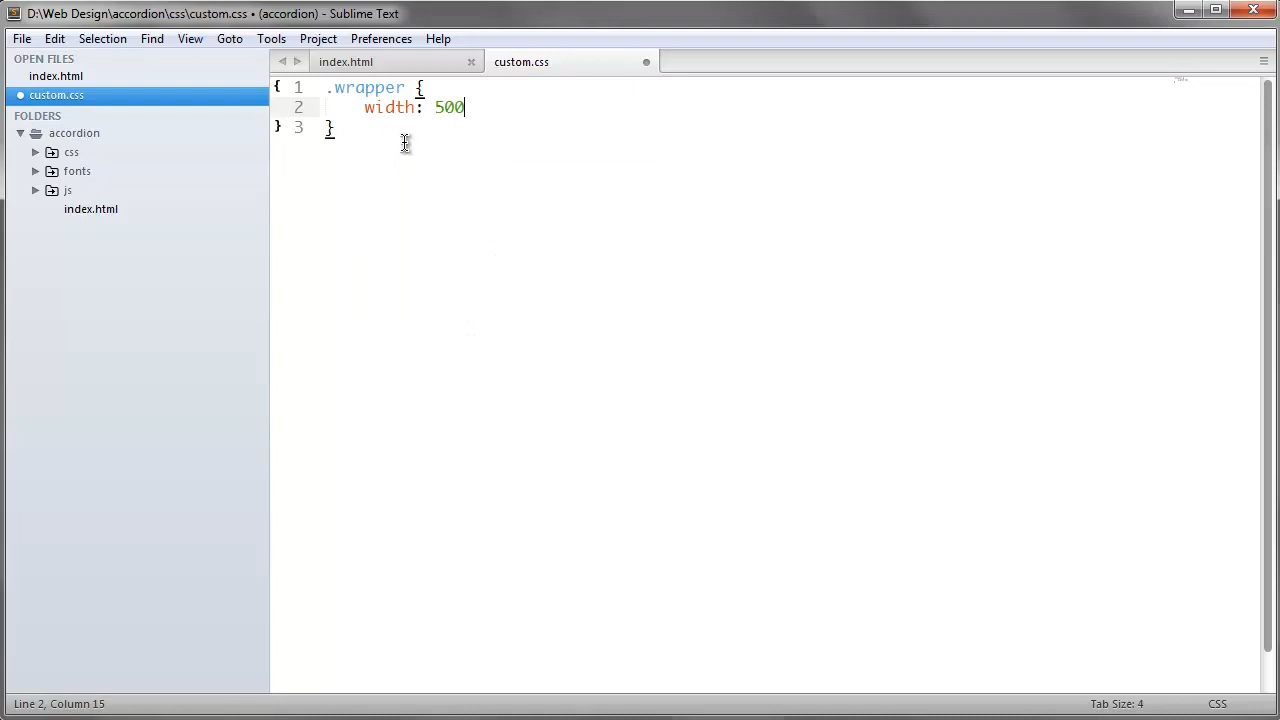 D:\Web Design\accordion\css\custom.css • (accordion) - Sublime Text
File Edit Selection Find View Goto Tools Project Preferences Help
OPEN FILES
index.html
custom.css
FOLDERS
accordion
css
fonts
js
index.html
index.html
custom.css
1 .wrapper {
2 width: 500
3 }
Line 2, Column 15
Tab Size: 4
CSS